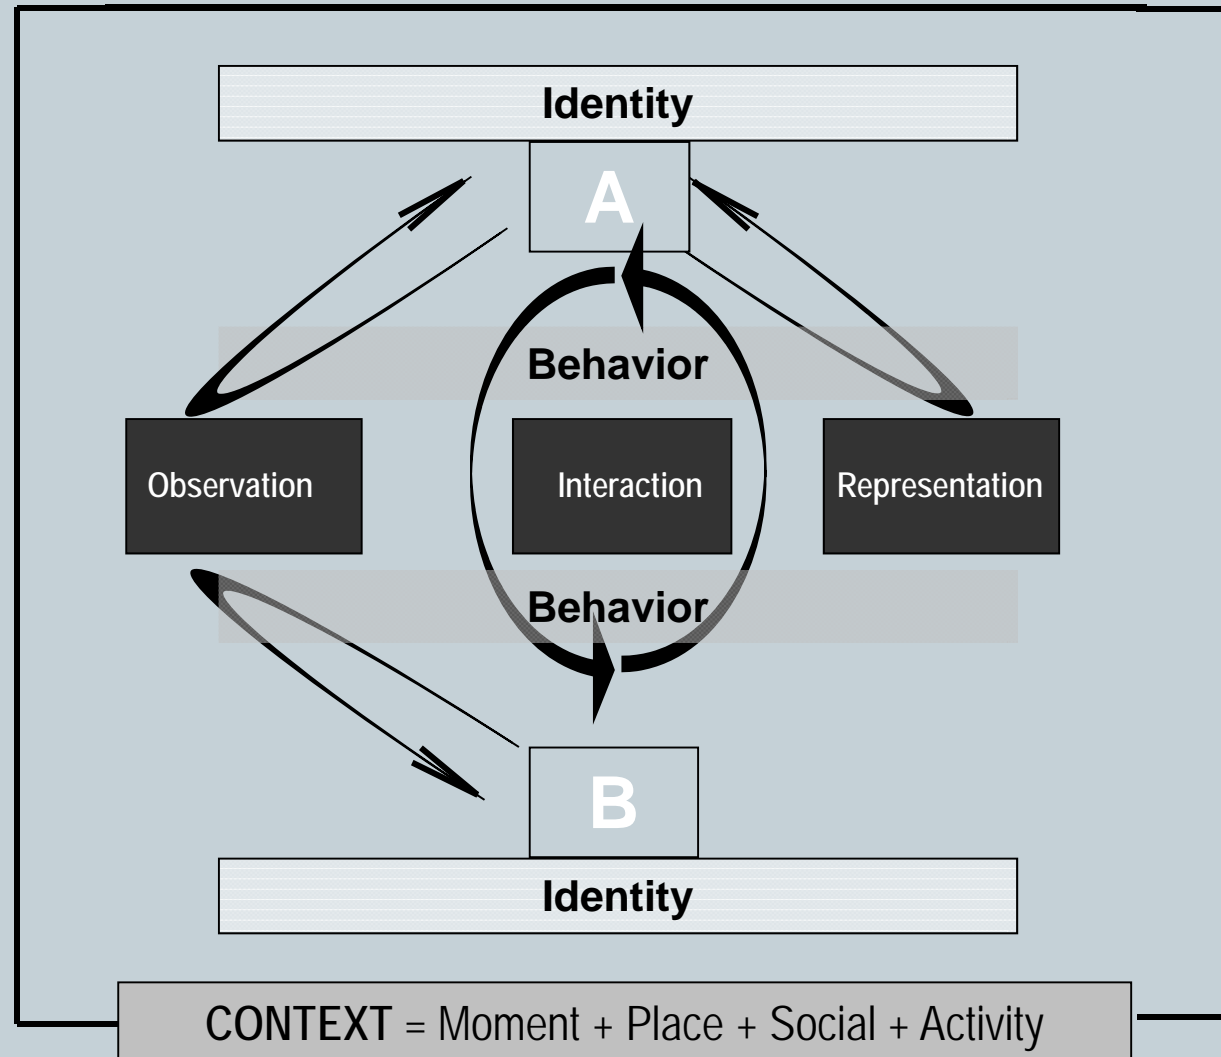 Identity
A
Behavior
Observation
Interaction
Representation
Behavior
B
Identity
CONTEXT = Moment + Place + Social + Activity